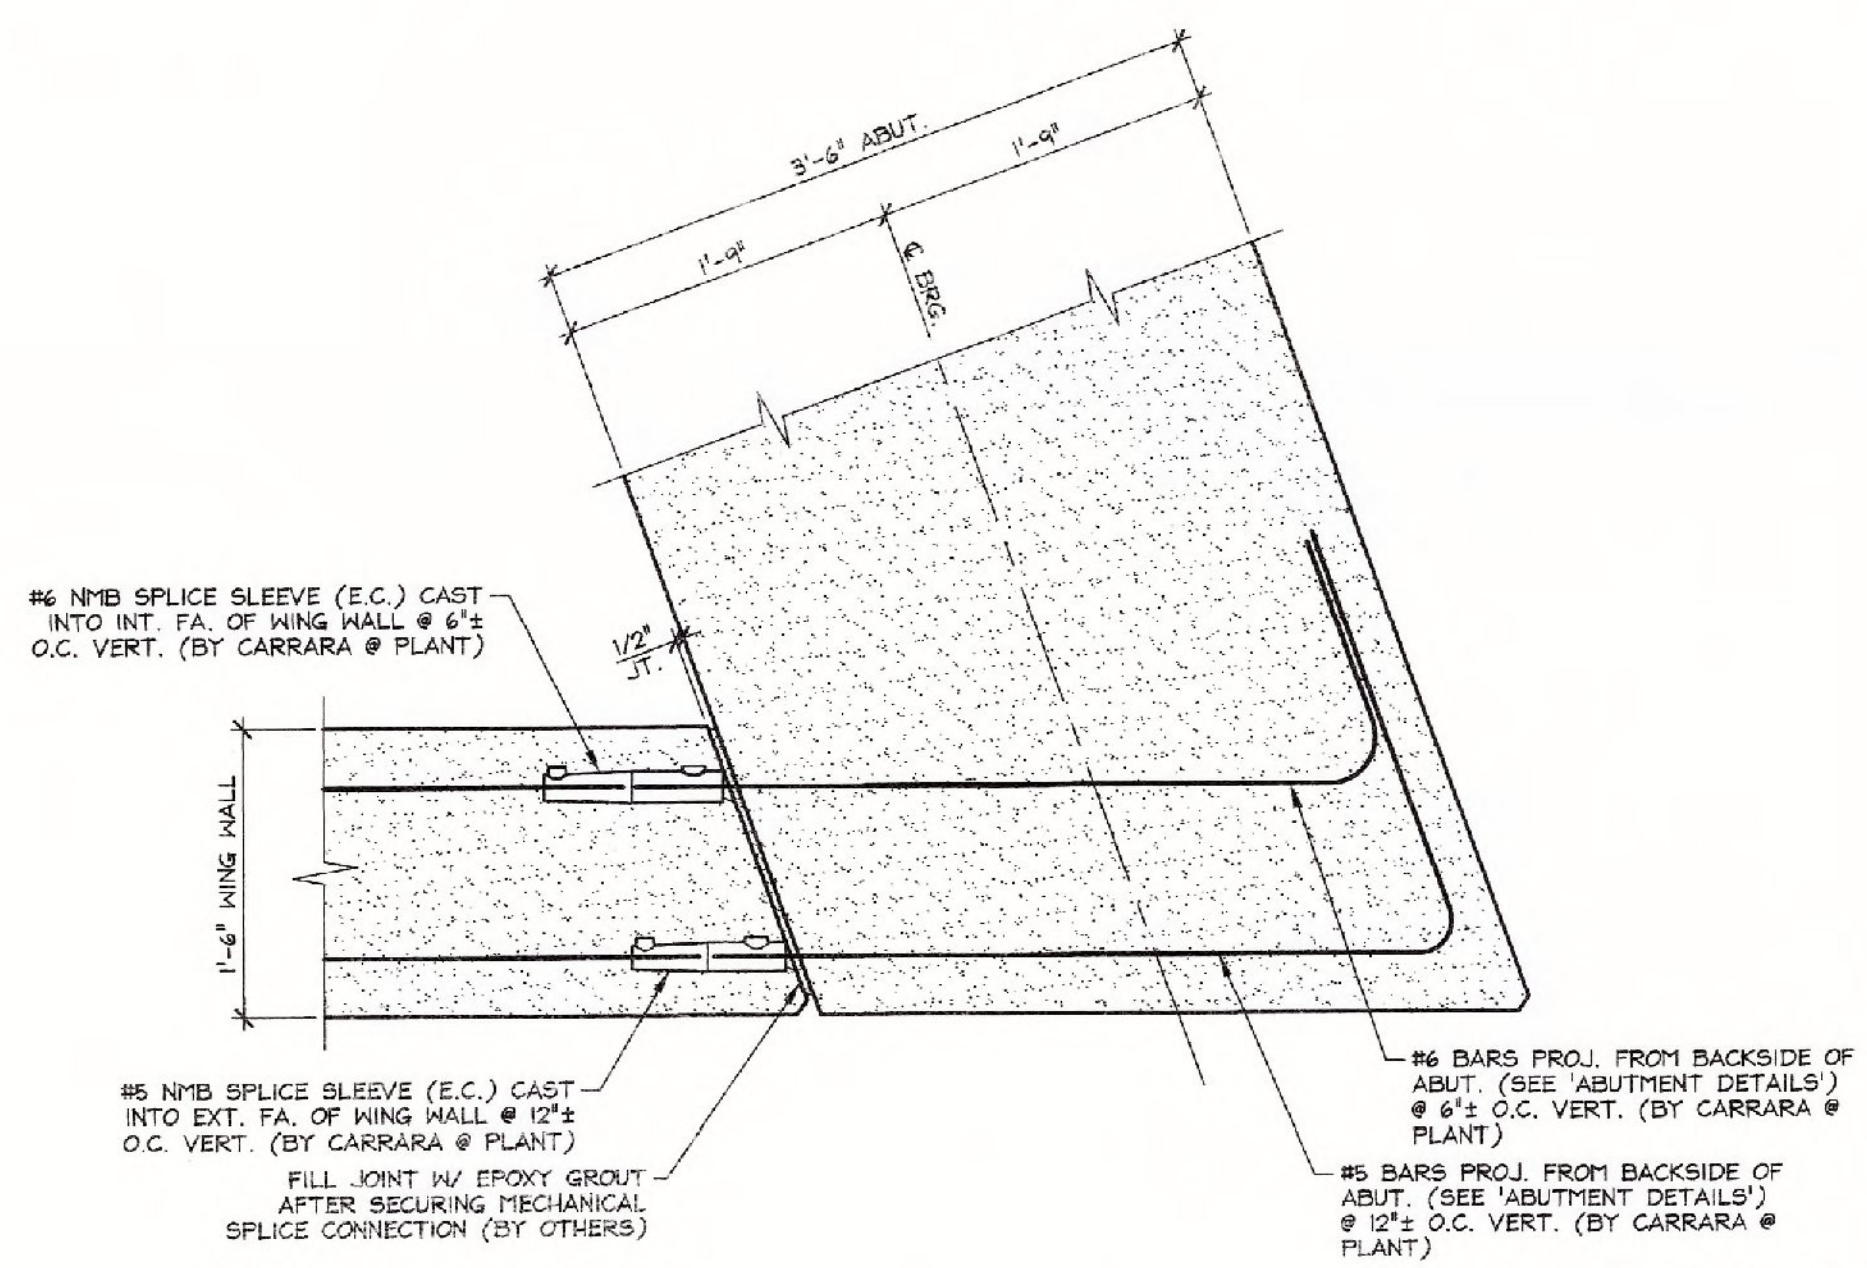 3'-6" ABUT.
1'-9"
1'-9"
℄ BRG.
#6 NMB SPLICE SLEEVE (E.C.) CAST
INTO INT. FA. OF WING WALL @ 6"±
O.C. VERT. (BY CARRARA @ PLANT)
1/2"
JT.
1'-6" WING WALL
#5 NMB SPLICE SLEEVE (E.C.) CAST
INTO EXT. FA. OF WING WALL @ 12"±
O.C. VERT. (BY CARRARA @ PLANT)
FILL JOINT W/ EPOXY GROUT
AFTER SECURING MECHANICAL
SPLICE CONNECTION (BY OTHERS)
#6 BARS PROJ. FROM BACKSIDE OF
ABUT. (SEE 'ABUTMENT DETAILS')
@ 6"± O.C. VERT. (BY CARRARA @
PLANT)
#5 BARS PROJ. FROM BACKSIDE OF
ABUT. (SEE 'ABUTMENT DETAILS')
@ 12"± O.C. VERT. (BY CARRARA @
PLANT)